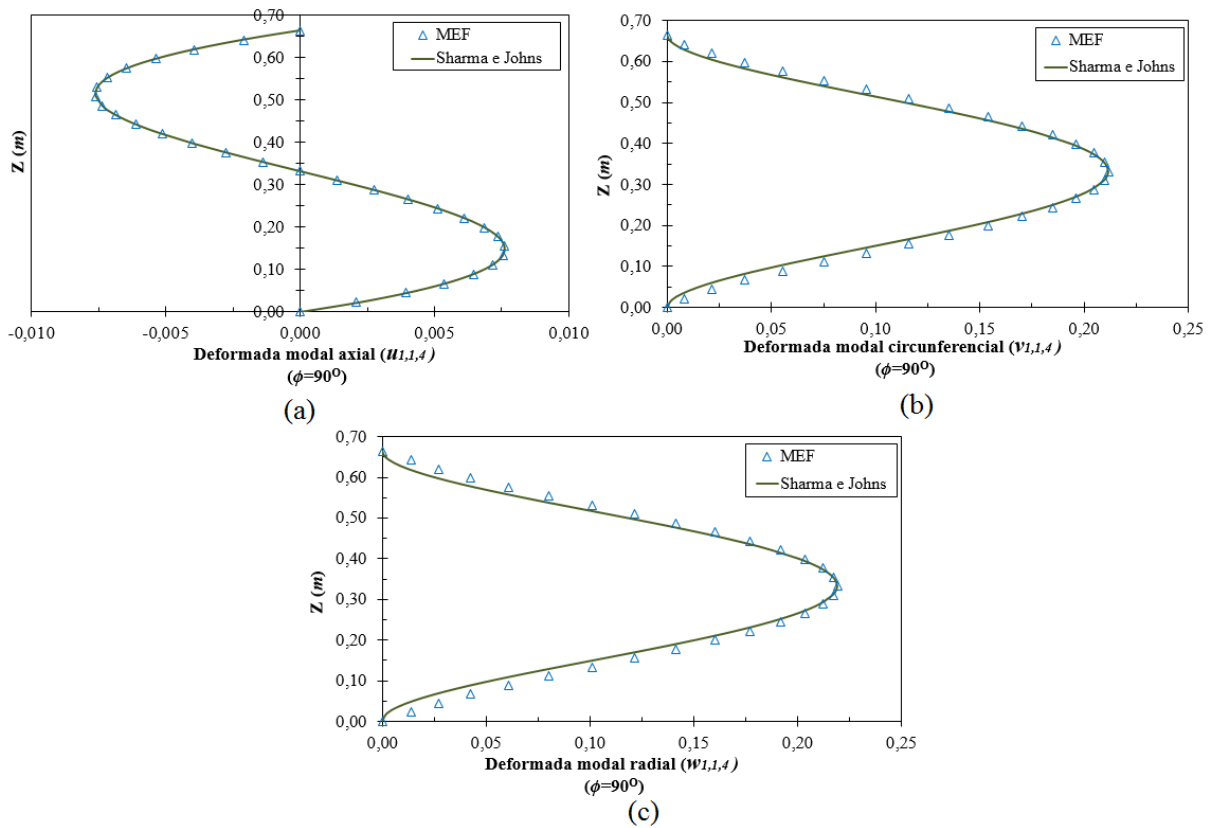 0,70
0,60
0,50
0,40
0,30
0,20
0,10
0,00
Z (m)
MEF
Sharma e Johns
-0,010 -0,005 0,000 0,005 0,010
Deformada modal axial (u1,1,4)
(ϕ=90º)
(a)
0,70
0,60
0,50
0,40
0,30
0,20
0,10
0,00
Z (m)
MEF
Sharma e Johns
0,00 0,05 0,10 0,15 0,20 0,25
Deformada modal circunferencial (v1,1,4)
(ϕ=90º)
(b)
0,70
0,60
0,50
0,40
0,30
0,20
0,10
0,00
Z (m)
MEF
Sharma e Johns
0,00 0,05 0,10 0,15 0,20 0,25
Deformada modal radial (w1,1,4)
(ϕ=90º)
(c)